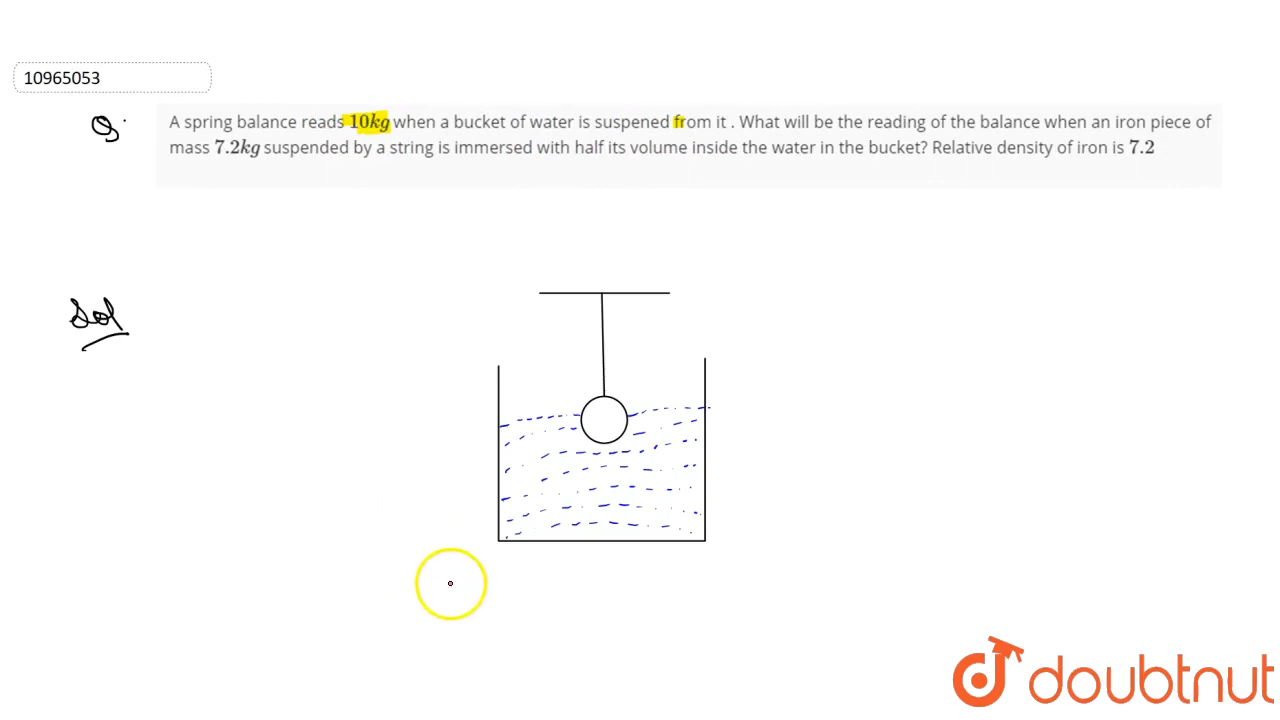 10965053
Q.
A spring balance reads 10kg when a bucket of water is suspened from it . What will be the reading of the balance when an iron piece of
mass 7.2kg suspended by a string is immersed with half its volume inside the water in the bucket? Relative density of iron is 7.2
Sol
doubtnut